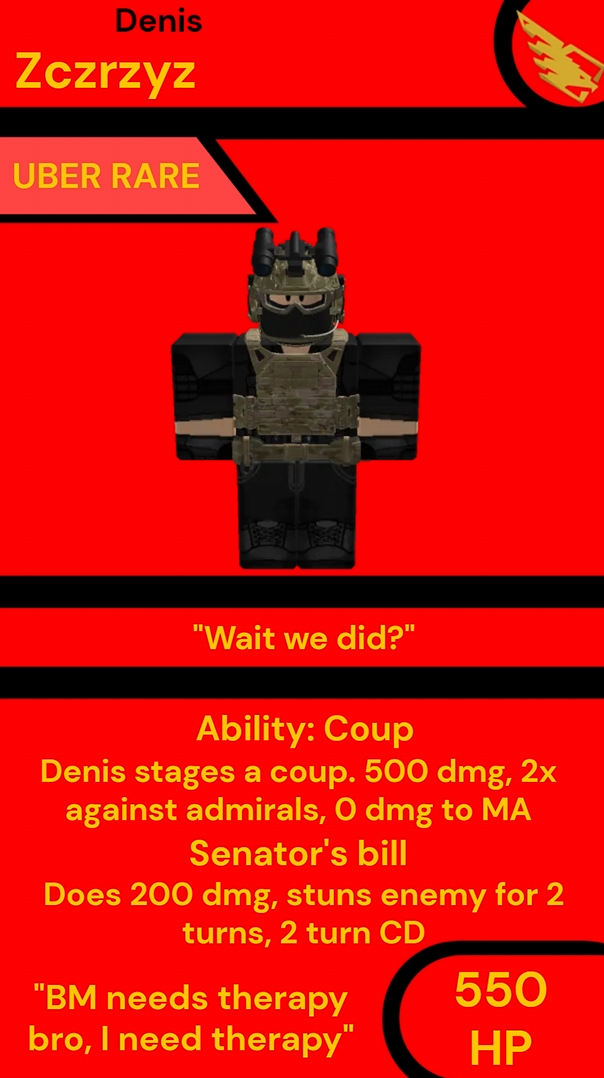 Denis
Zczrzyz
UBER RARE
"Wait we did?"
Ability: Coup
Denis stages a coup. 500 dmg, 2x
against admirals, 0 dmg to MA
Senator's bill
Does 200 dmg, stuns enemy for 2
turns, 2 turn CD
"BM needs therapy
bro, I need therapy"
550
HP